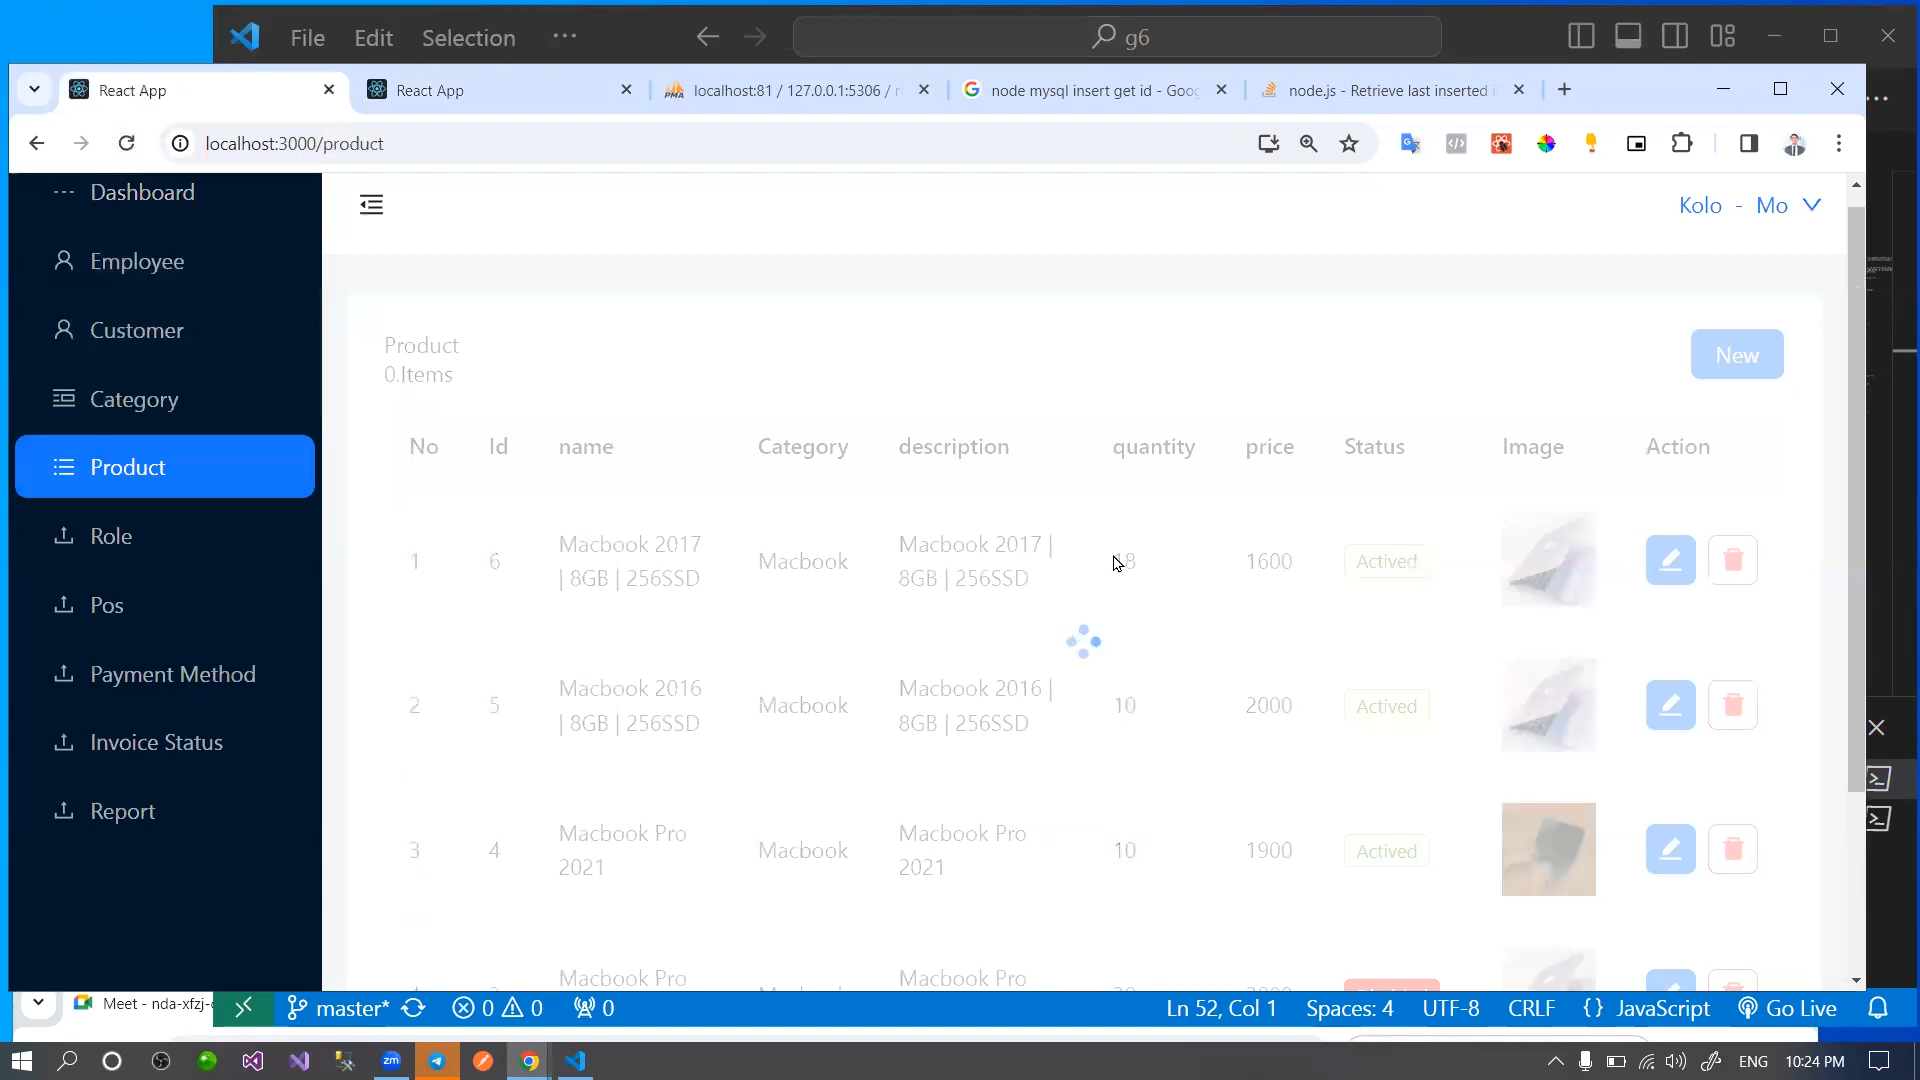 File Edit Selection ··· g6
React App
React App
localhost:81 / 127.0.0.1:5306 /
node mysql insert get id - Goo
node.js - Retrieve last inserted
localhost:3000/product
Dashboard
Employee
Customer
Category
Product
Role
Pos
Payment Method
Invoice Status
Report
Kolo - Mo
Product
0.Items
New
No Id name Category description quantity price Status Image Action
1 6 Macbook 2017 Macbook Macbook 2017 | 1600 Actived
| 8GB | 256SSD 8GB | 256SSD
2 5 Macbook 2016 Macbook Macbook 2016 | 10 2000 Actived
| 8GB | 256SSD 8GB | 256SSD
3 4 Macbook Pro Macbook Macbook Pro 10 1900 Actived
2021 2021
Macbook Pro Macbook Pro
Meet - nda-xfzj-
master* 0 0 0 Ln 52, Col 1 Spaces: 4 UTF-8 CRLF {} JavaScript Go Live
zm ENG 10:24 PM